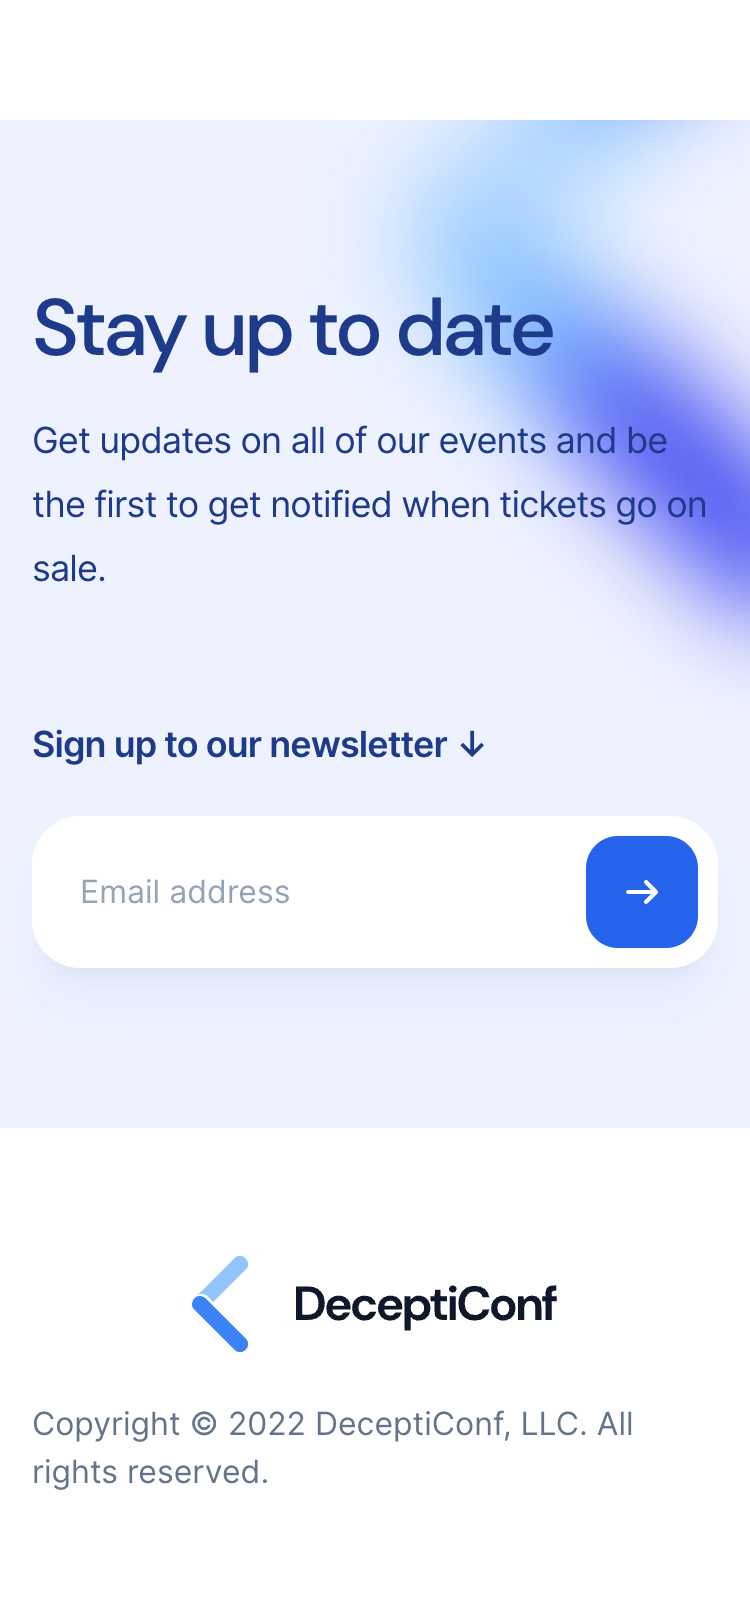 Stay up to date
Get updates on all of our events and be
the first to get notified when tickets go on
sale.
Sign up to our newsletter ↓
Email address
DeceptiConf
Copyright © 2022 DeceptiConf, LLC. All
rights reserved.